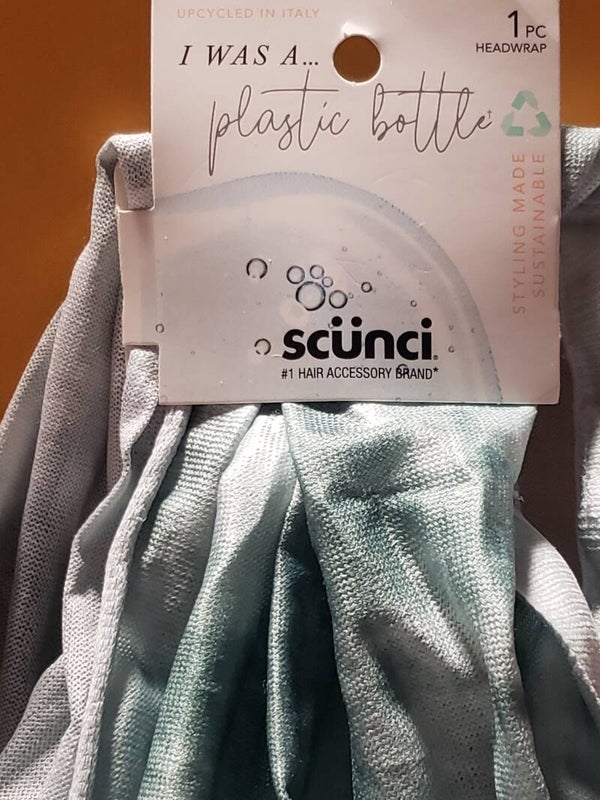 UPCYCLED IN ITALY
1 PC
HEADWRAP
I WAS A...
plastic bottle†
STYLING MADE
SUSTAINABLE
scünci®
#1 HAIR ACCESSORY BRAND*